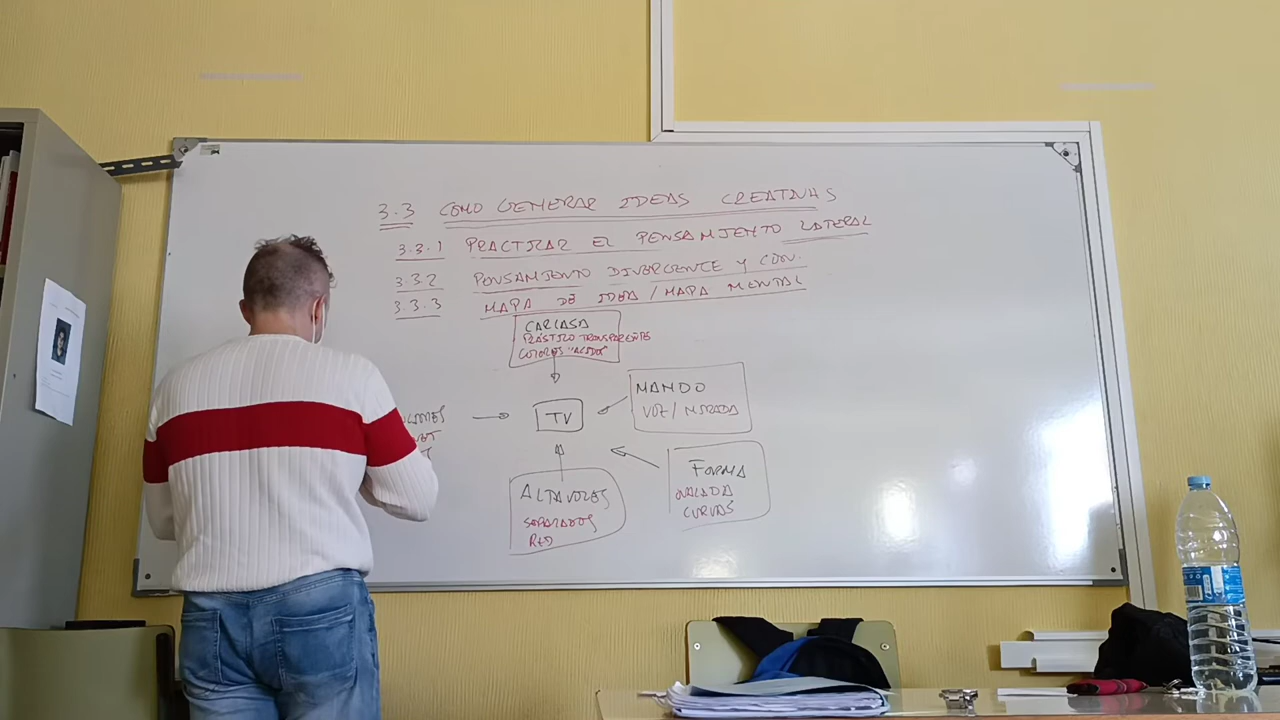 3.3 COMO GENERAR IDEAS CREATIVAS
3.3.1 PRACTICAR EL PENSAMIENTO LATERAL
3.3.2 PENSAMIENTO DIVERGENTE Y CONV.
3.3.3 MAPA DE IDEA / MAPA MENTAL
CARCASA
PLÁSTICO TRANSPARENTE
COLORES "ACIDOS"
MANDO
VOZ / MIRADA
TV
FORMA
OVALADA
CURVAS
ALTAVOCES
SEPARADOS
RED